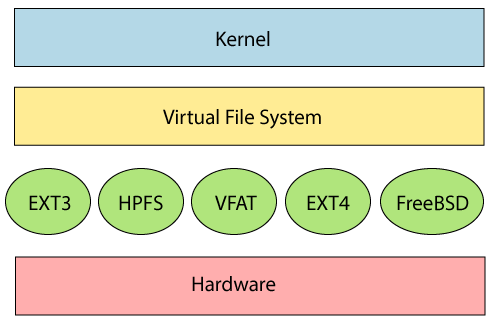 Kernel
Virtual File System
EXT3 HPFS VFAT EXT4 FreeBSD
Hardware